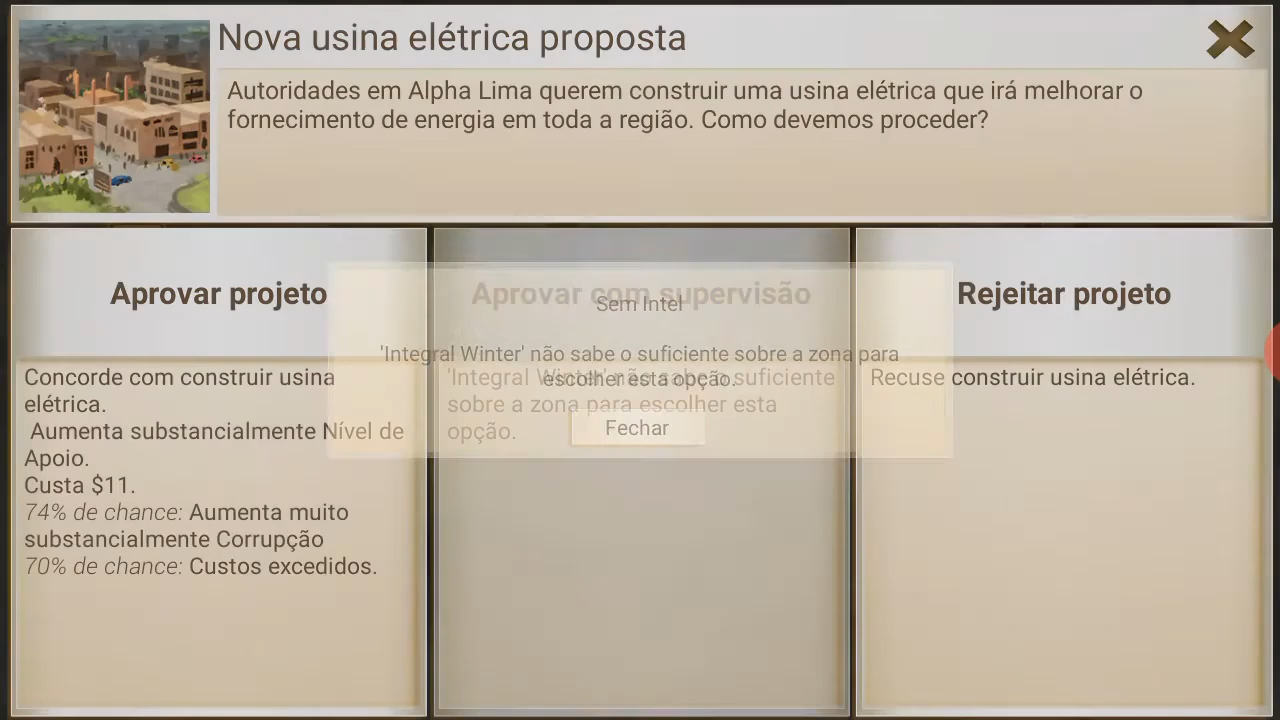 Nova usina elétrica proposta
Autoridades em Alpha Lima querem construir uma usina elétrica que irá melhorar o
fornecimento de energia em toda a região. Como devemos proceder?
Aprovar projeto
Concorde com construir usina
elétrica.
Aumenta substancialmente Nível de
Apoio.
Custa $11.
74% de chance: Aumenta muito
substancialmente Corrupção
70% de chance: Custos excedidos.
Aprovar com supervisão
'Integral Winter' não sabe o suficiente
sobre a zona para escolher esta
opção.
Sem Intel
'Integral Winter' não sabe o suficiente sobre a zona para
escolher esta opção.
Fechar
Rejeitar projeto
Recuse construir usina elétrica.